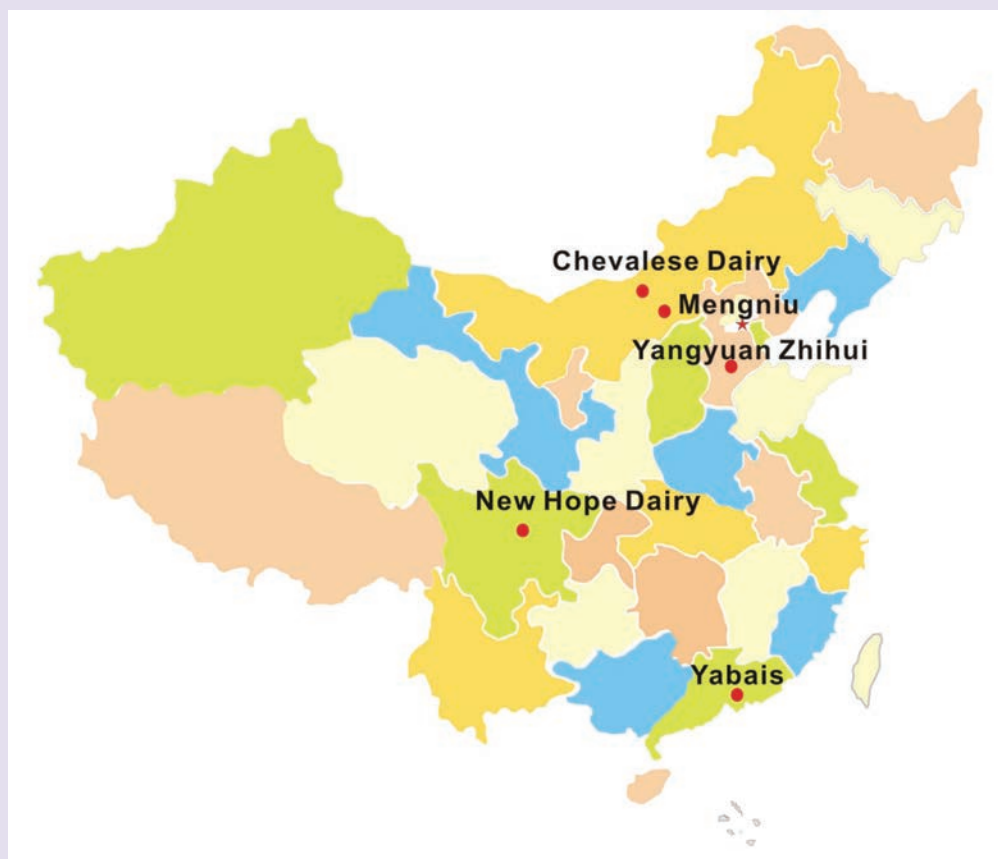 Chevalese Dairy
Mengniu
Yangyuan Zhihui
New Hope Dairy
Yabais